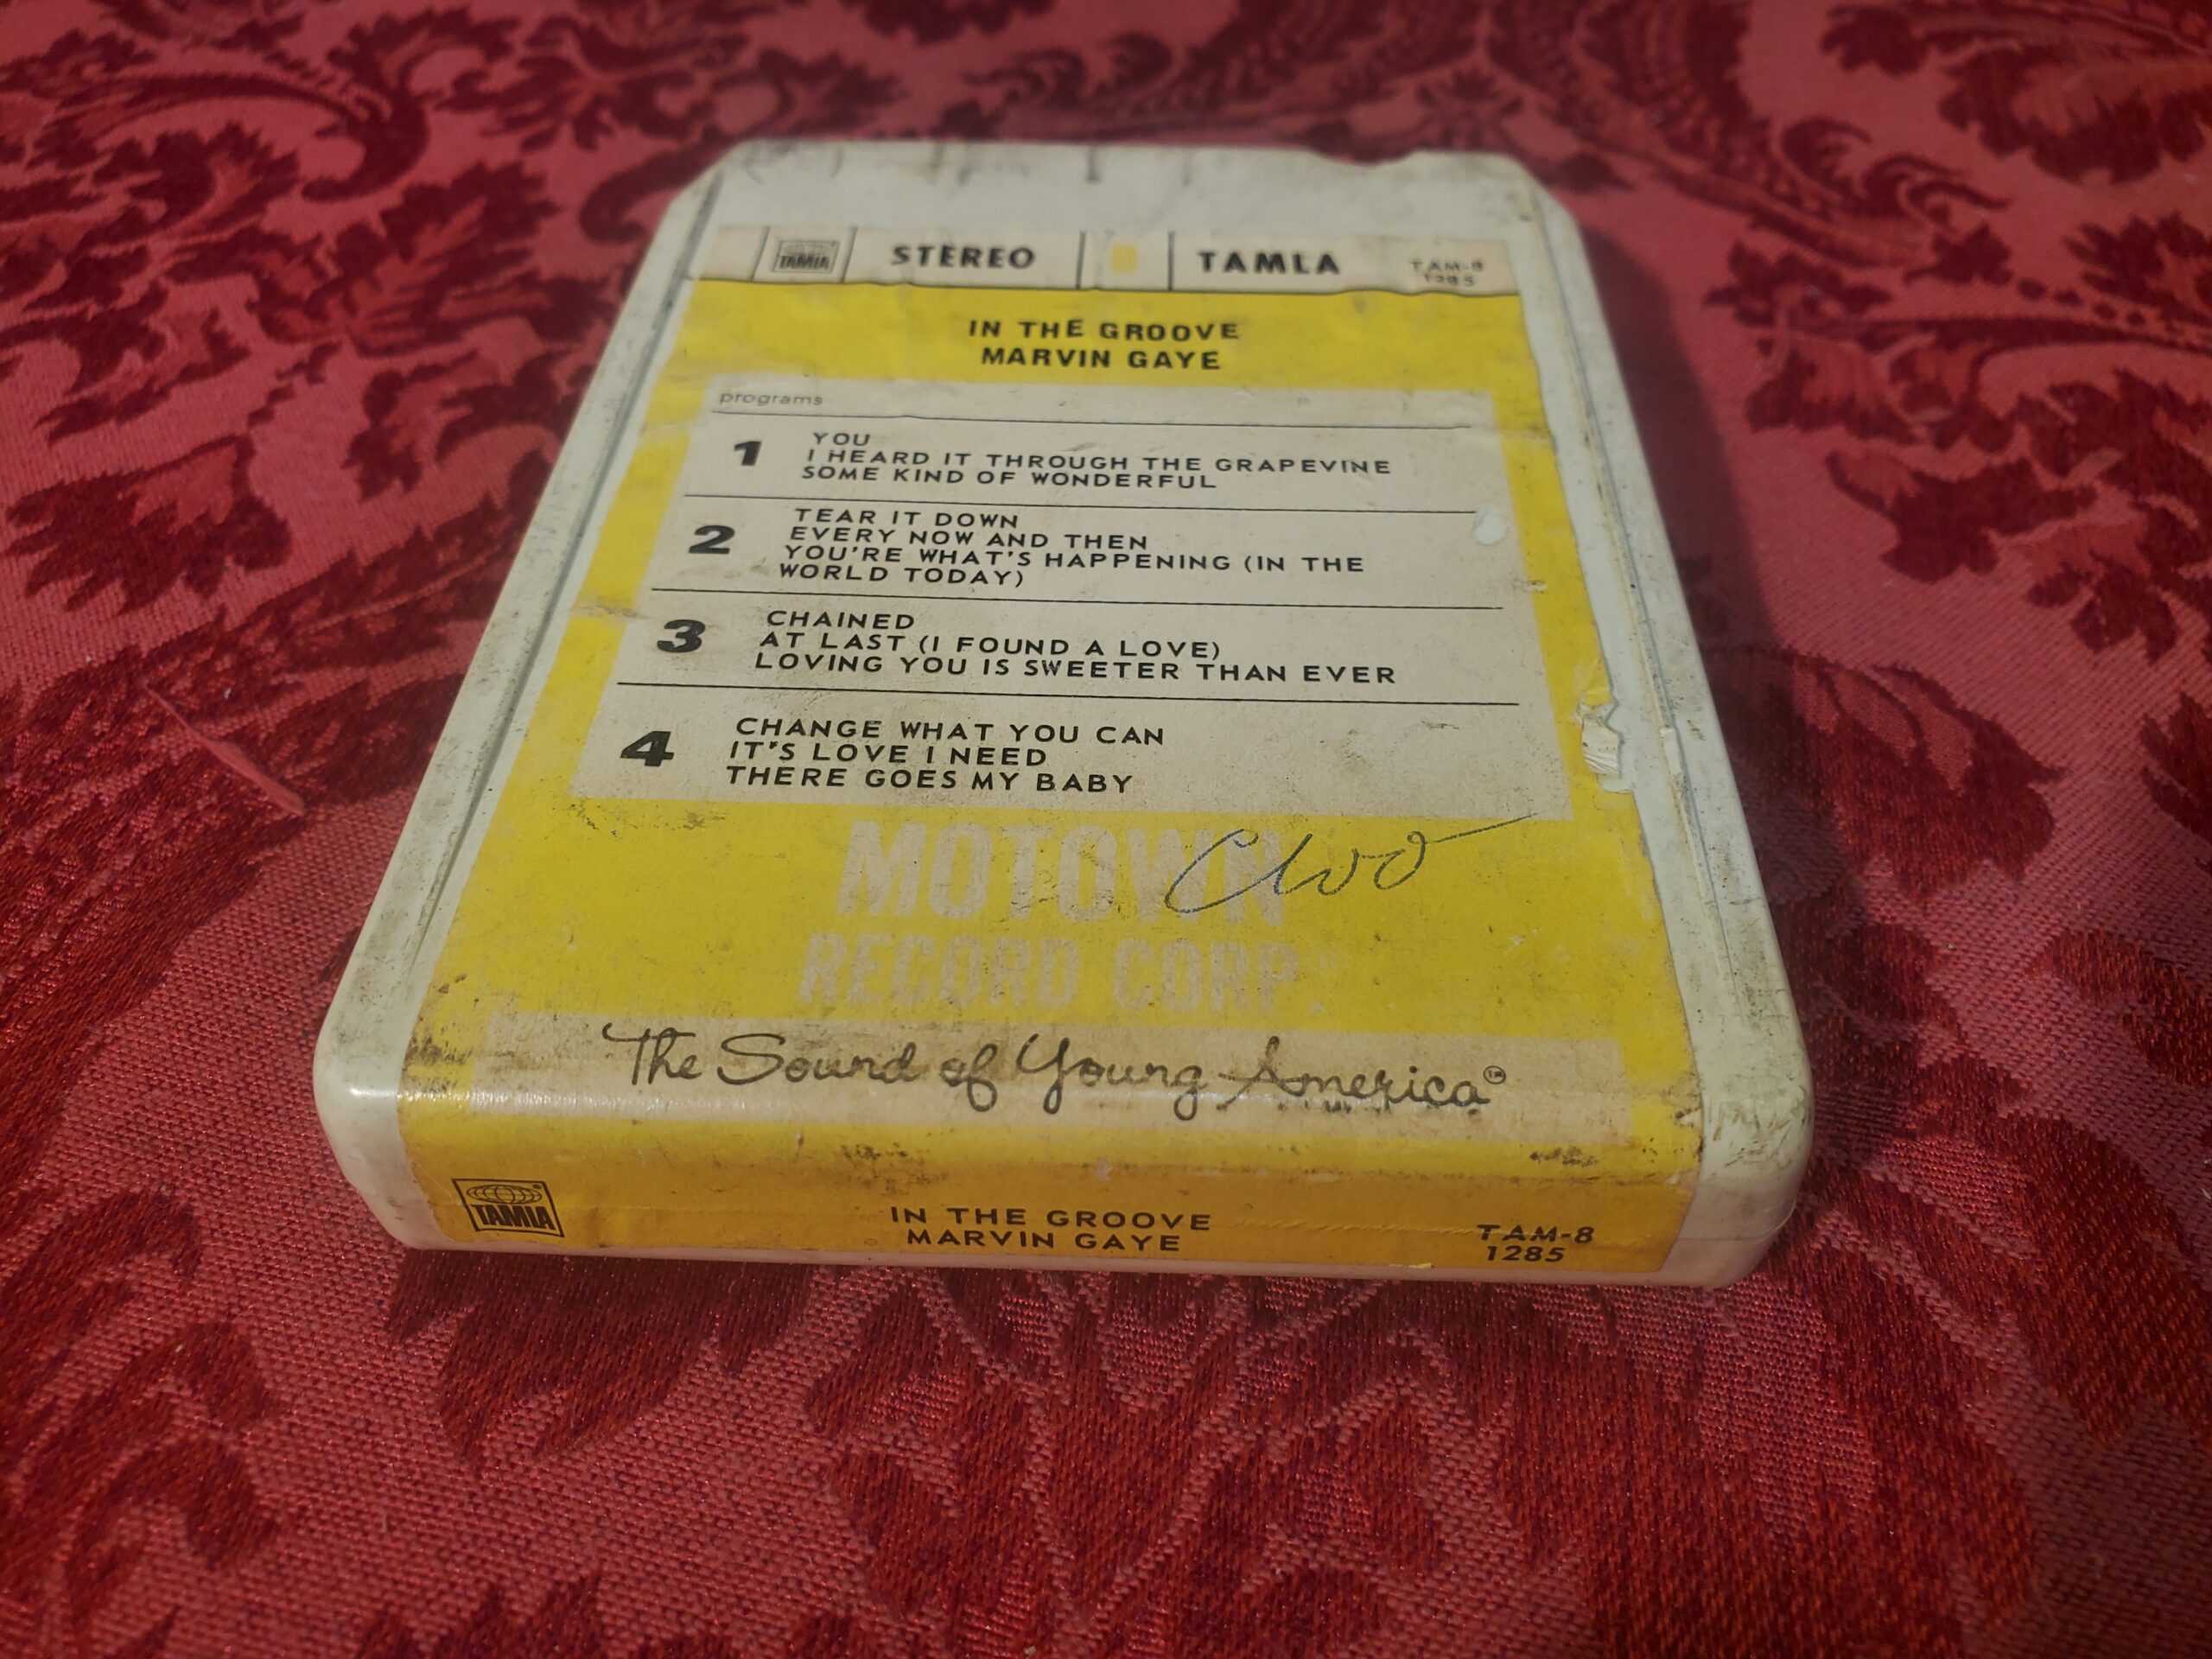 TAMLA
STEREO
8
TAMLA
TAM-8
1285
IN THE GROOVE
MARVIN GAYE
programs
1
YOU
I HEARD IT THROUGH THE GRAPEVINE
SOME KIND OF WONDERFUL
2
TEAR IT DOWN
EVERY NOW AND THEN
YOU'RE WHAT'S HAPPENING (IN THE
WORLD TODAY)
3
CHAINED
AT LAST (I FOUND A LOVE)
LOVING YOU IS SWEETER THAN EVER
4
CHANGE WHAT YOU CAN
IT'S LOVE I NEED
THERE GOES MY BABY
MOTOWN
RECORD CORP.
The Sound of Young America
TAMLA
IN THE GROOVE
MARVIN GAYE
TAM-8
1285